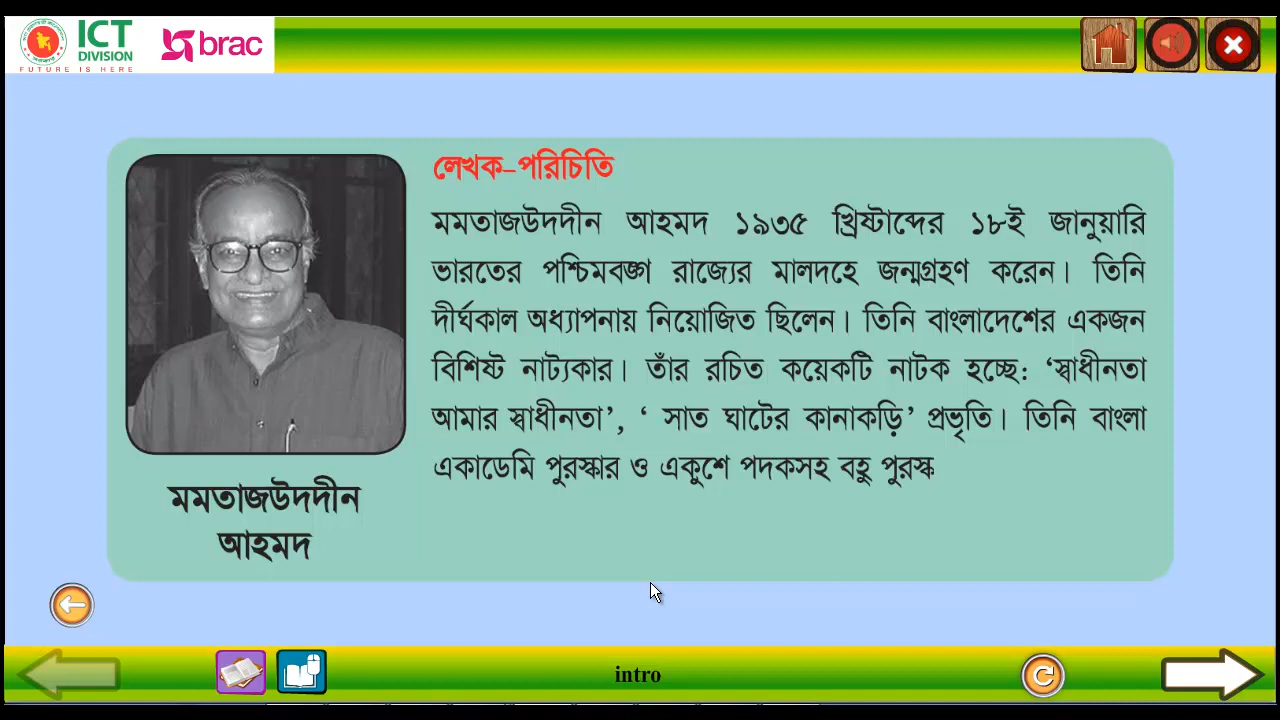 ICT
DIVISION
FUTURE IS HERE
brac
লেখক-পরিচিতি
মমতাজউদদীন আহমদ ১৯৩৫ খ্রিষ্টাব্দের ১৮ই জানুয়ারি
ভারতের পশ্চিমবঙ্গ রাজ্যের মালদহে জন্মগ্রহণ করেন। তিনি
দীর্ঘকাল অধ্যাপনায় নিয়োজিত ছিলেন। তিনি বাংলাদেশের একজন
বিশিষ্ট নাট্যকার। তাঁর রচিত কয়েকটি নাটক হচ্ছে: ‘স্বাধীনতা
আমার স্বাধীনতা’, ‘ সাত ঘাটের কানাকড়ি’ প্রভৃতি। তিনি বাংলা
একাডেমি পুরস্কার ও একুশে পদকসহ বহু পুরস্ক
মমতাজউদদীন
আহমদ
intro